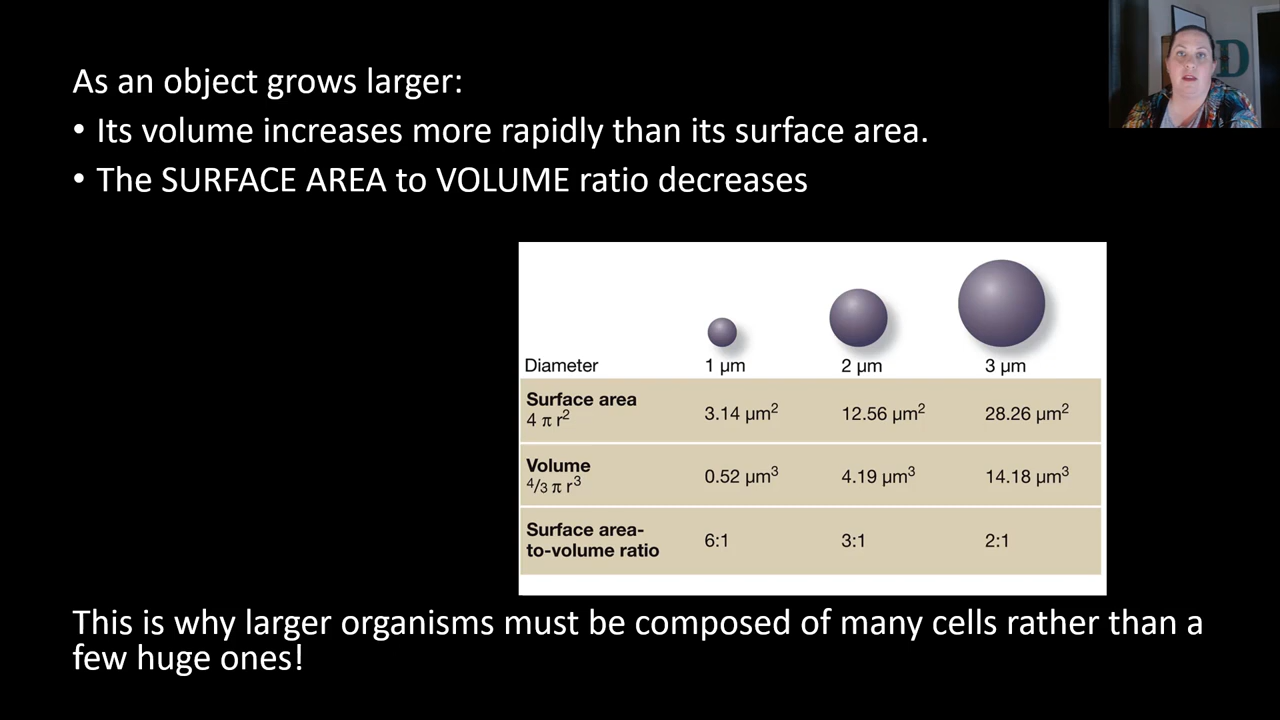 As an object grows larger:
• Its volume increases more rapidly than its surface area.
• The SURFACE AREA to VOLUME ratio decreases
D
Diameter 1 µm 2 µm 3 µm
Surface area
4 π r² 3.14 µm² 12.56 µm² 28.26 µm²
Volume
4/3 π r³ 0.52 µm³ 4.19 µm³ 14.18 µm³
Surface area-
to-volume ratio 6:1 3:1 2:1
This is why larger organisms must be composed of many cells rather than a
few huge ones!